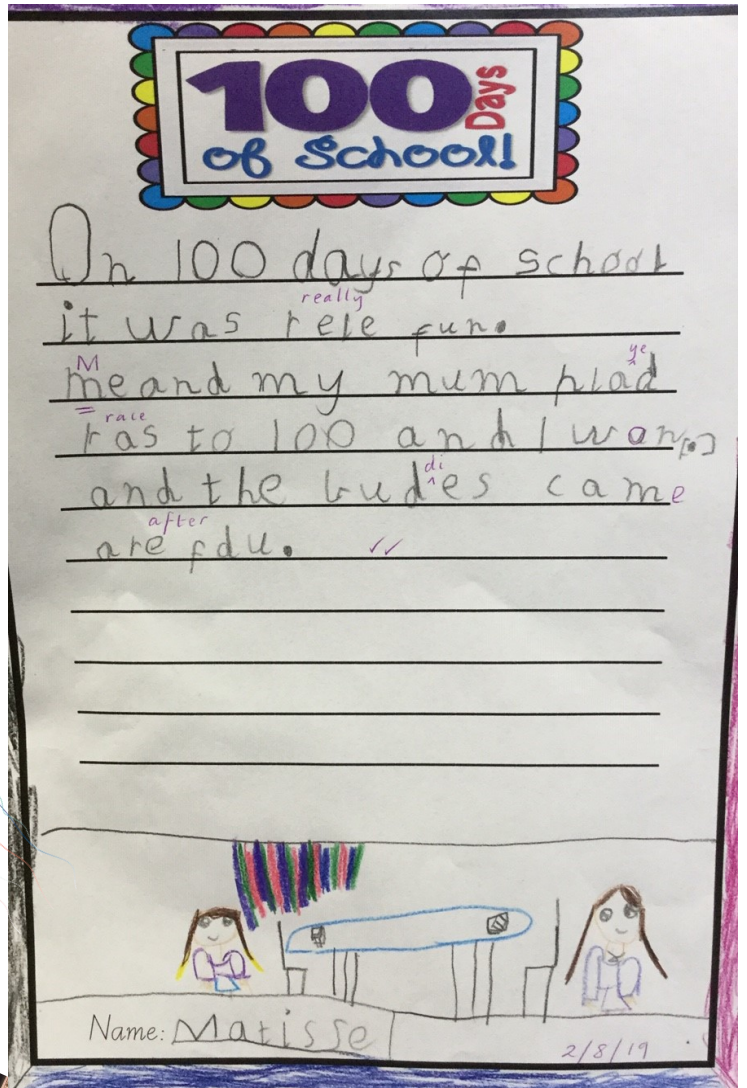 100 Days
of School!
On 100 days of school
really
it was rele fun.
M ye
me and my mum plad
race
ras to 100 and I wan[.]
di
and the budes came
after
are fdu. ✓✓
Name: Matisse
2/8/19